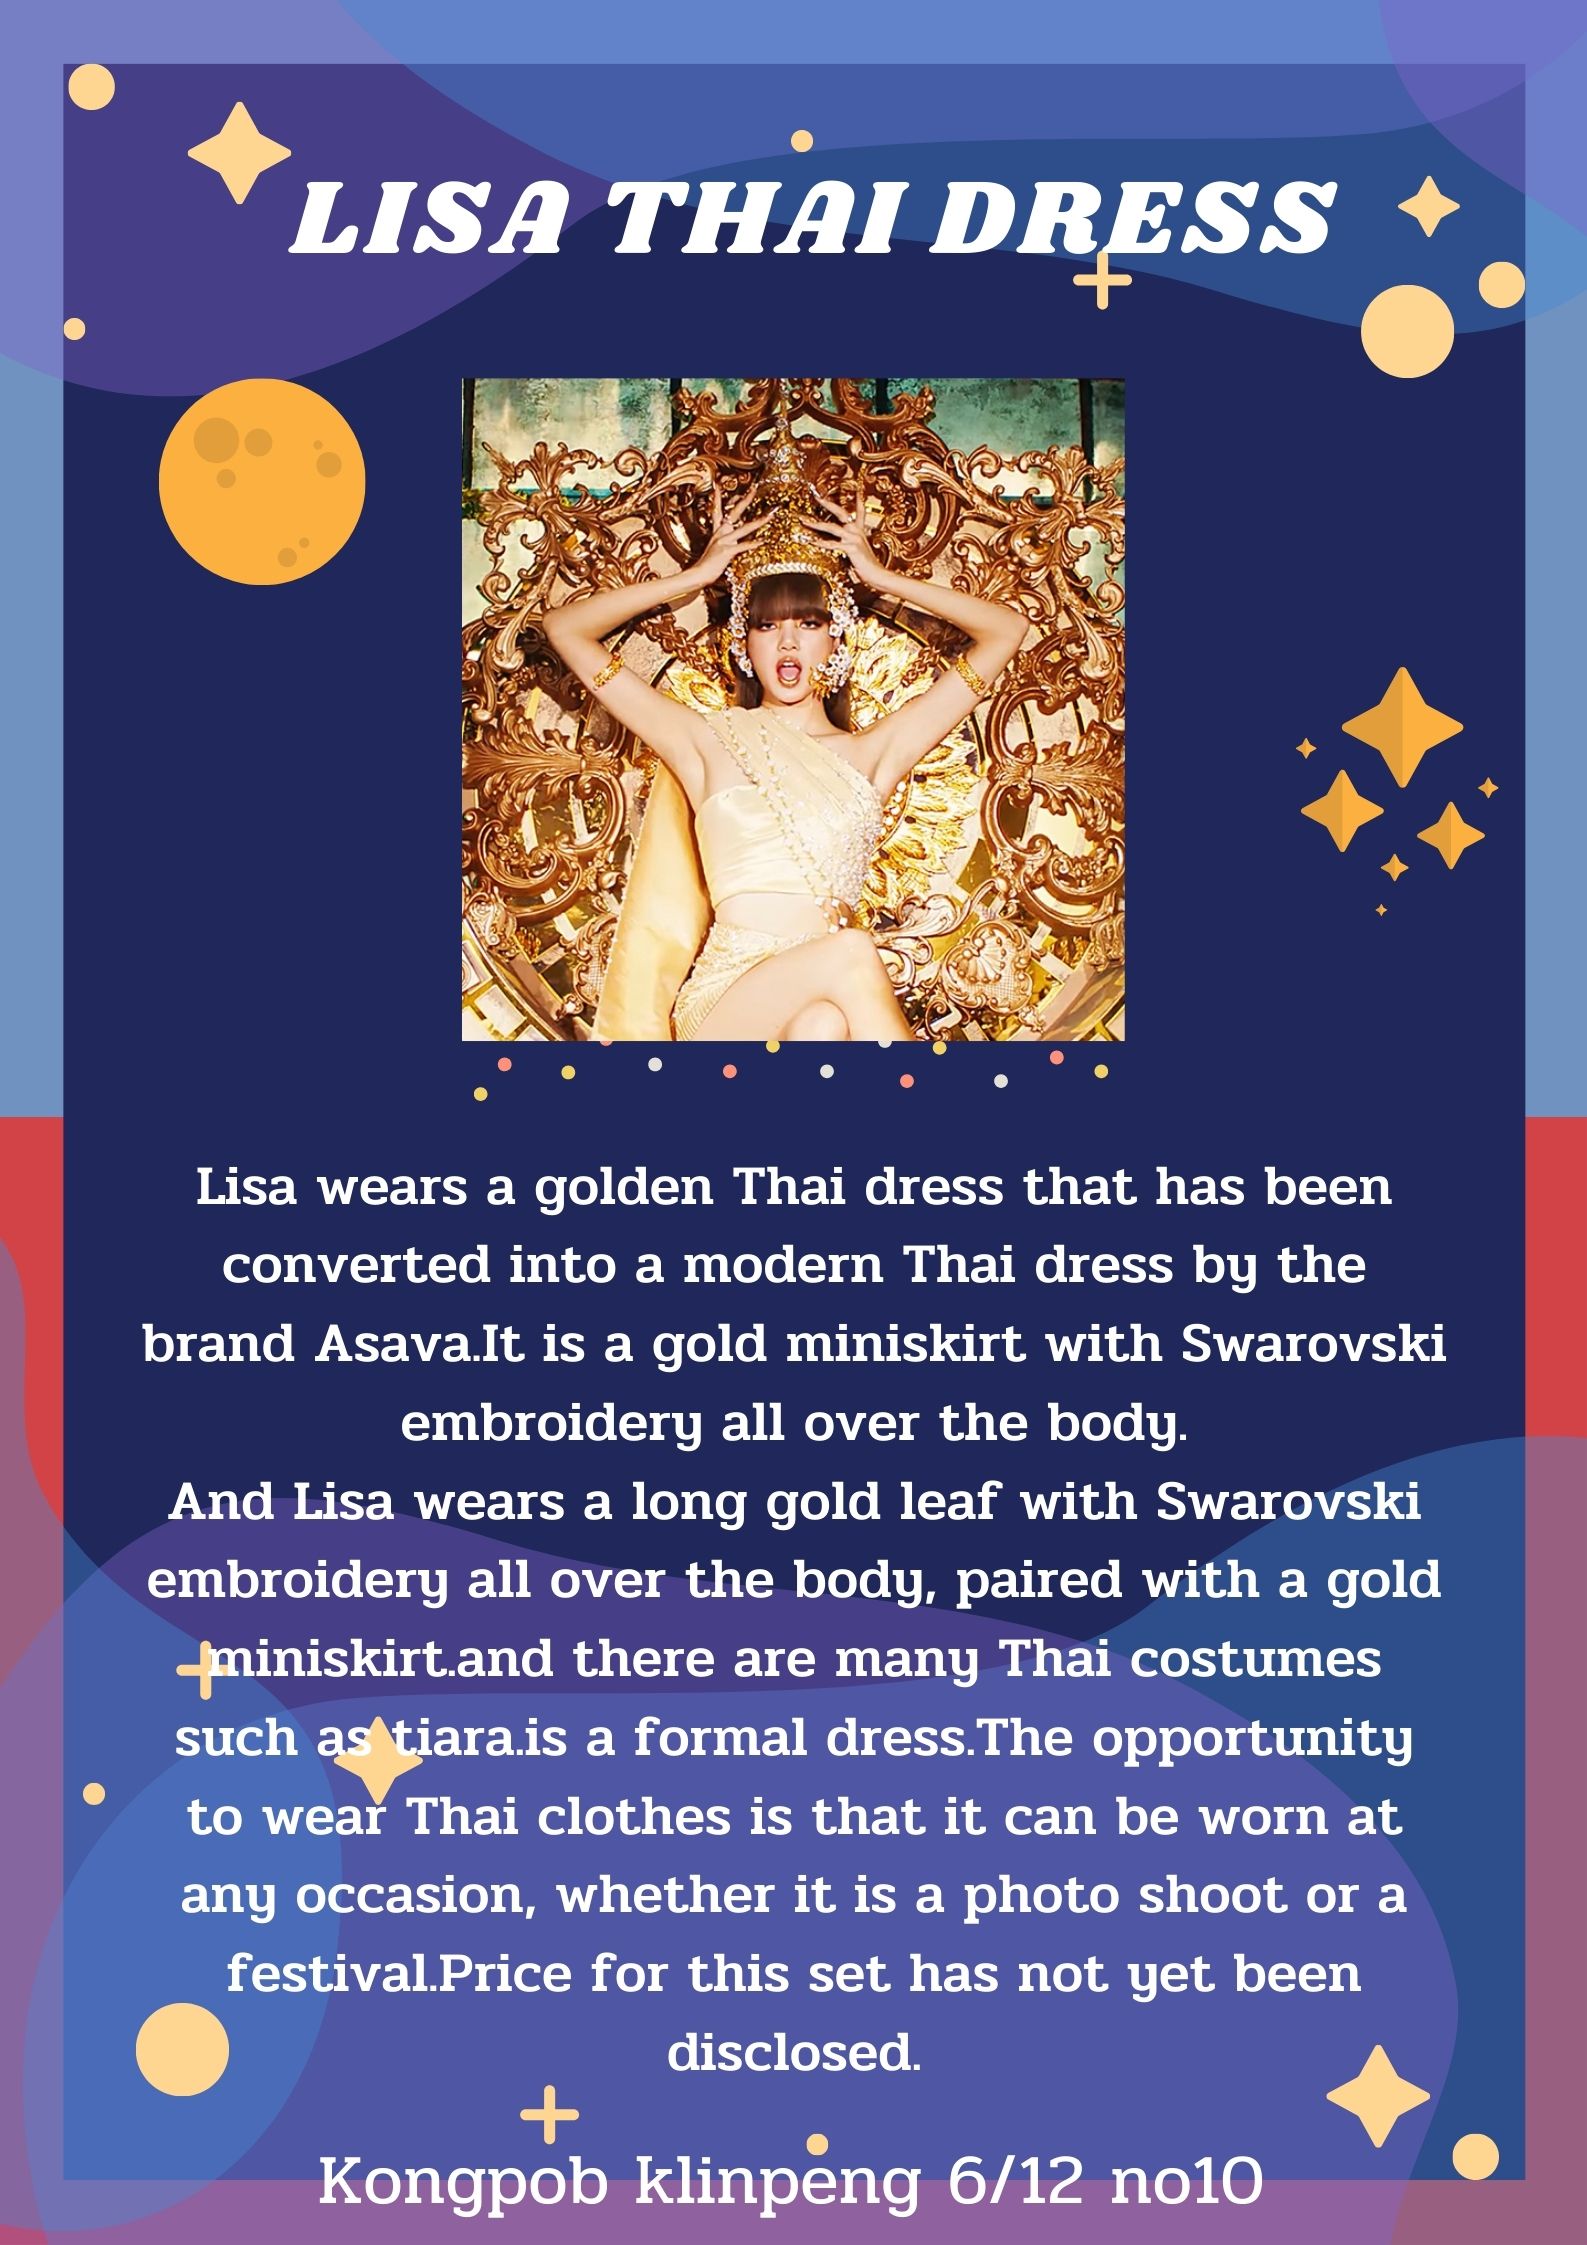 LISA THAI DRESS
Lisa wears a golden Thai dress that has been
converted into a modern Thai dress by the
brand Asava.It is a gold miniskirt with Swarovski
embroidery all over the body.
And Lisa wears a long gold leaf with Swarovski
embroidery all over the body, paired with a gold
miniskirt.and there are many Thai costumes
such as tiara.is a formal dress.The opportunity
to wear Thai clothes is that it can be worn at
any occasion, whether it is a photo shoot or a
festival.Price for this set has not yet been
disclosed.
Kongpob klinpeng 6/12 no10